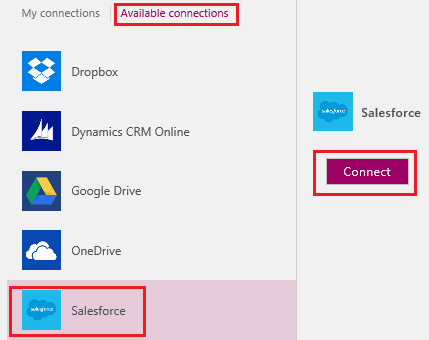 My connections
Available connections
Dropbox
Dynamics CRM Online
Google Drive
OneDrive
salesforce
Salesforce
salesforce
Salesforce
Connect